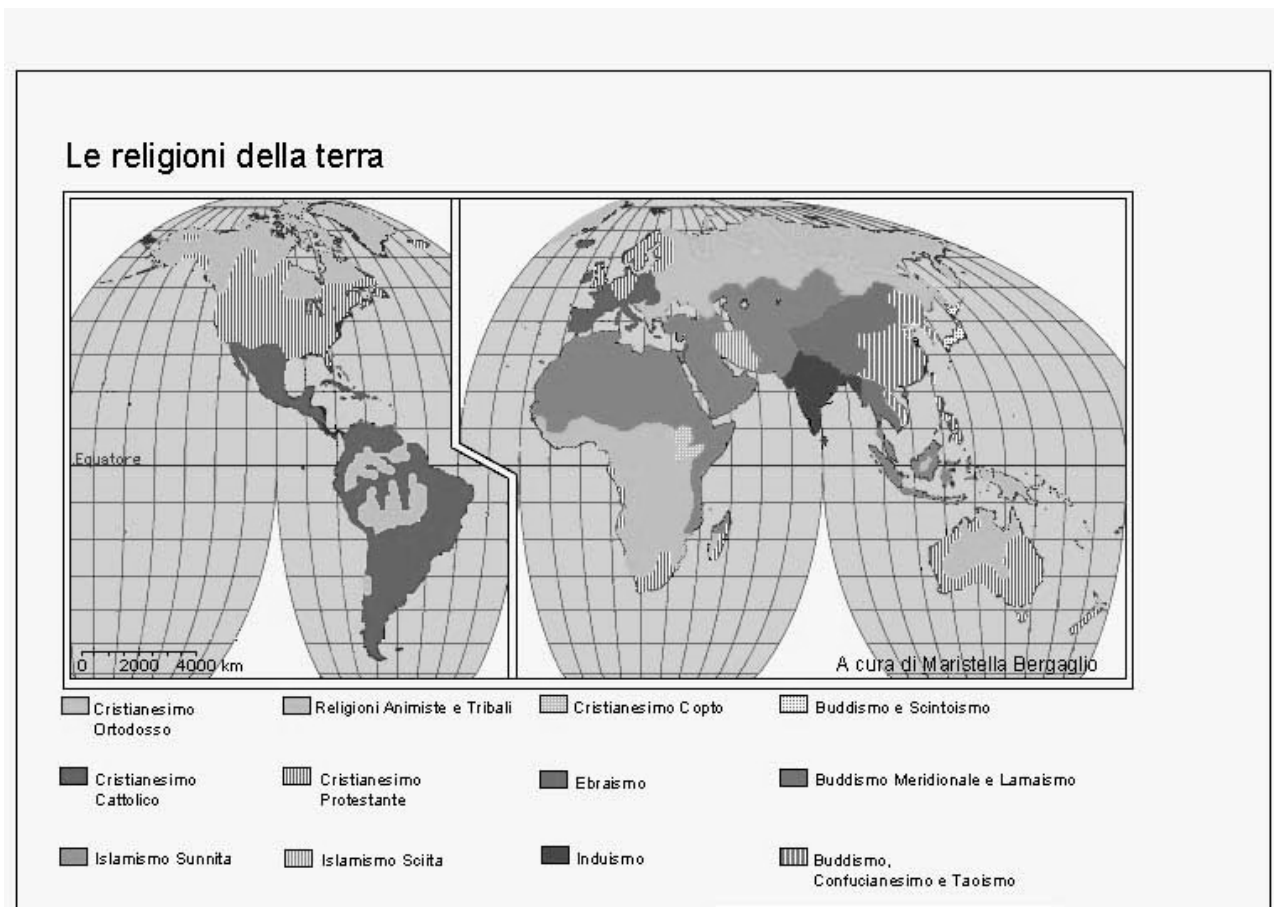 Le religioni della terra
Equatore
0 2000 4000 km
A cura di Maristella Bergaglio
Cristianesimo
Ortodosso
Religioni Animiste e Tribali
Cristianesimo Copto
Buddismo e Scintoismo
Cristianesimo
Cattolico
Cristianesimo
Protestante
Ebraismo
Buddismo Meridionale e Lamaismo
Islamismo Sunnita
Islamismo Sciita
Induismo
Buddismo,
Confucianesimo e Taoismo